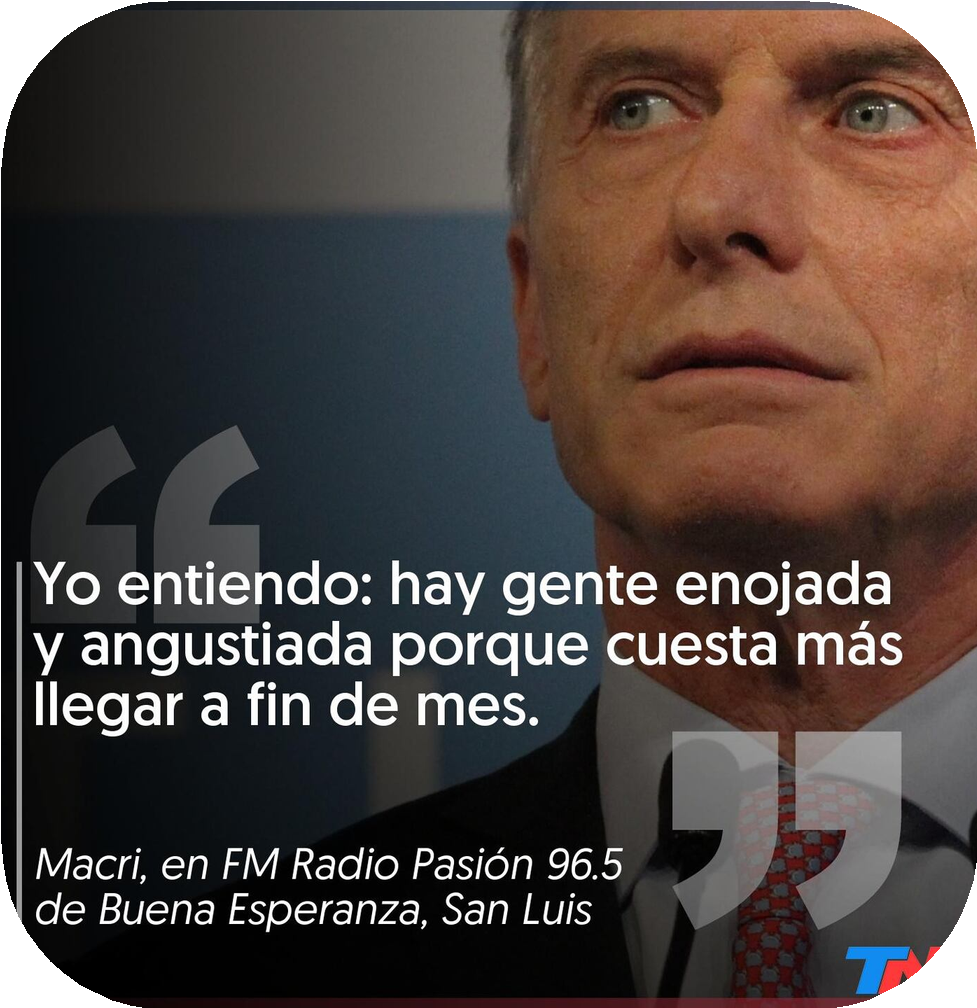 Yo entiendo: hay gente enojada
y angustiada porque cuesta más
llegar a fin de mes.
Macri, en FM Radio Pasión 96.5
de Buena Esperanza, San Luis
TN